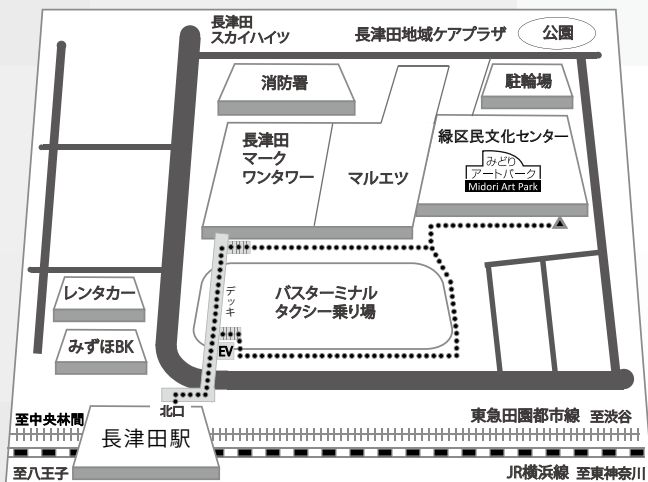 長津田
スカイハイツ
長津田地域ケアプラザ
公園
消防署
駐輪場
長津田
マーク
ワンタワー
マルエツ
緑区民文化センター
みどり
アートパーク
Midori Art Park
レンタカー
みずほBK
デッキ
バスターミナル
タクシー乗り場
EV
北口
至中央林間
長津田駅
東急田園都市線 至渋谷
至八王子
JR横浜線 至東神奈川